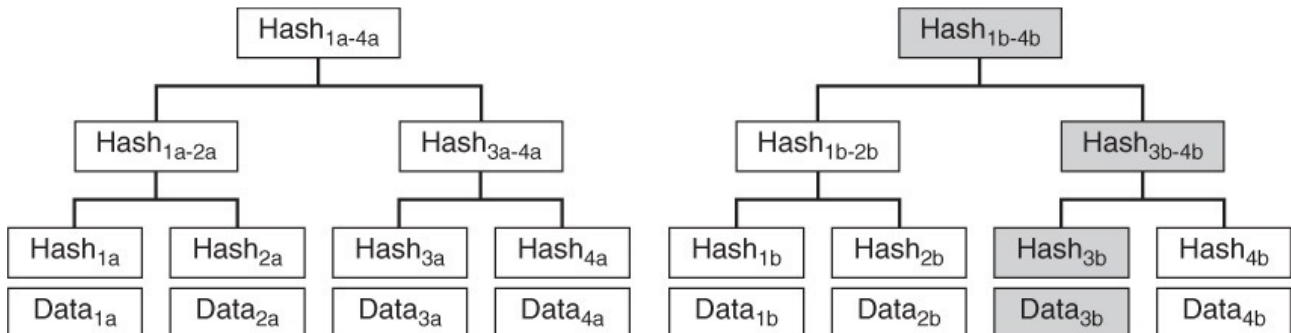 Hash1a-4a Hash1b-4b
Hash1a-2a Hash3a-4a Hash1b-2b Hash3b-4b
Hash1a Hash2a Hash3a Hash4a Hash1b Hash2b Hash3b Hash4b
Data1a Data2a Data3a Data4a Data1b Data2b Data3b Data4b